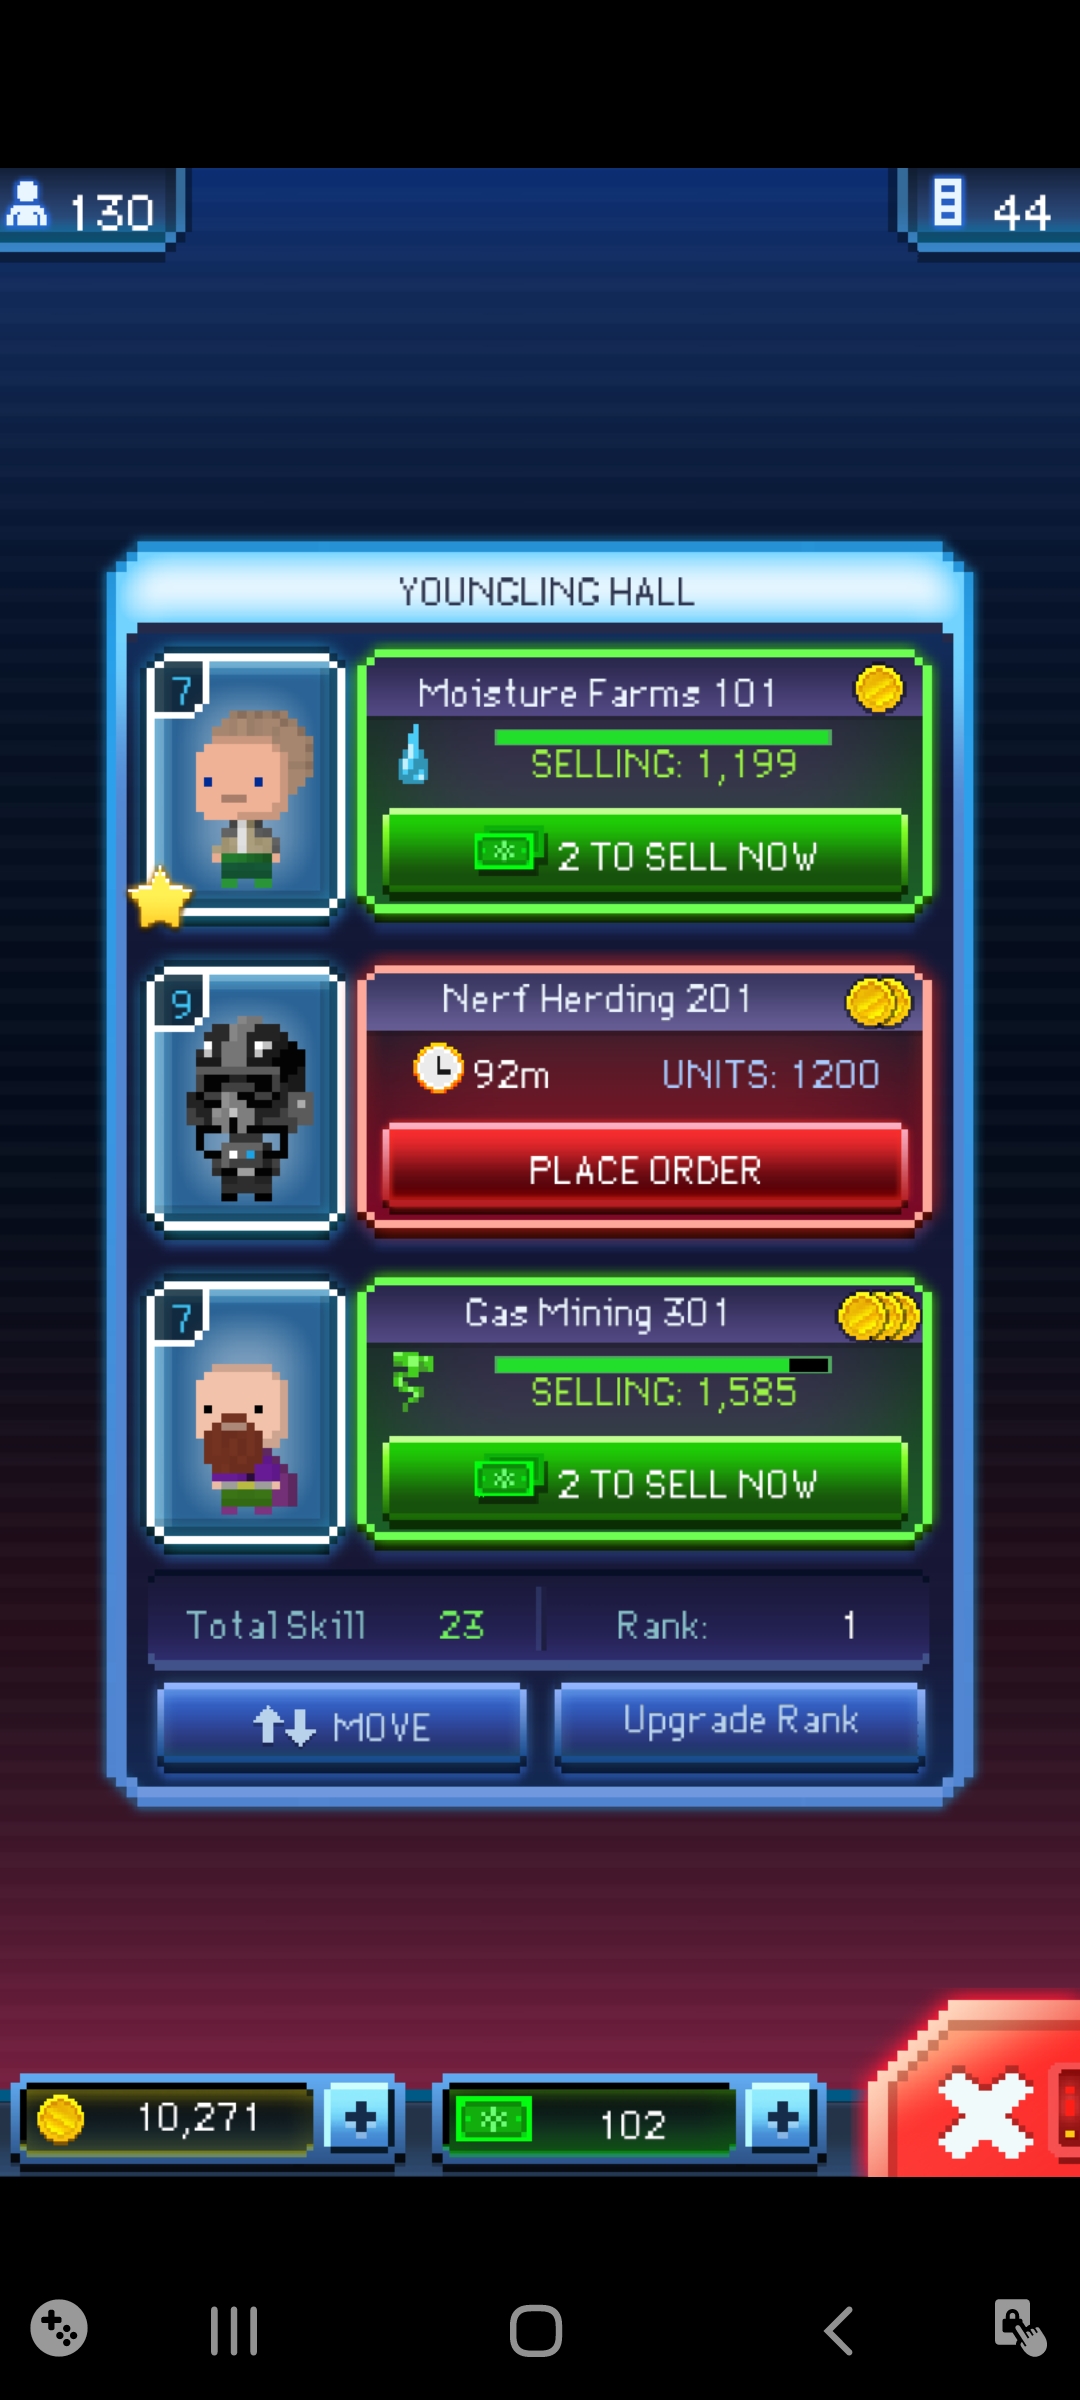 130
44
YOUNGLING HALL
7
Moisture Farms 101
SELLING: 1,199
2 TO SELL NOW
9
Nerf Herding 201
92m UNITS: 1200
PLACE ORDER
7
Gas Mining 301
SELLING: 1,585
2 TO SELL NOW
Total Skill 23 Rank: 1
MOVE Upgrade Rank
10,271 102